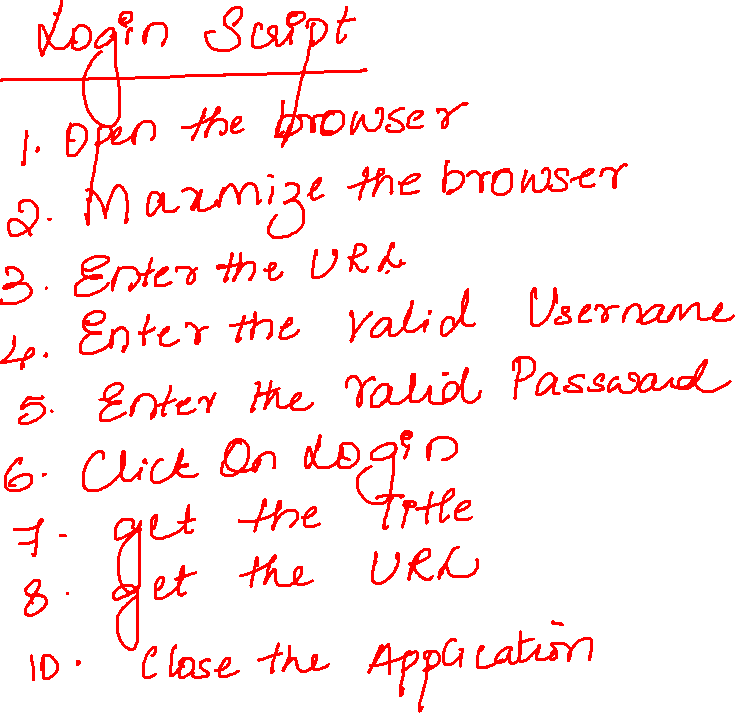 Login Script
1. Open the browser
2. Maxmize the browser
3. Enter the URL
4. Enter the valid Username
5. Enter the valid Password
6. Click On Login
7. get the Title
8. get the URL
10. Close the Application